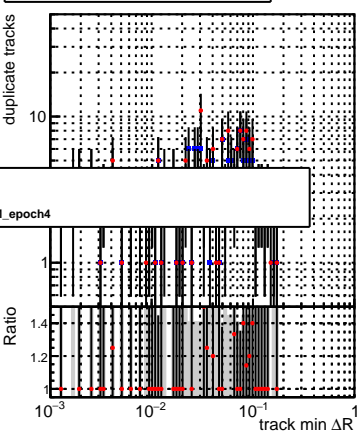 duplicate tracks
10
l_epoch4
1
Ratio
1.4
1.2
1
10⁻³ 10⁻² 10⁻¹ 1
track min ΔR